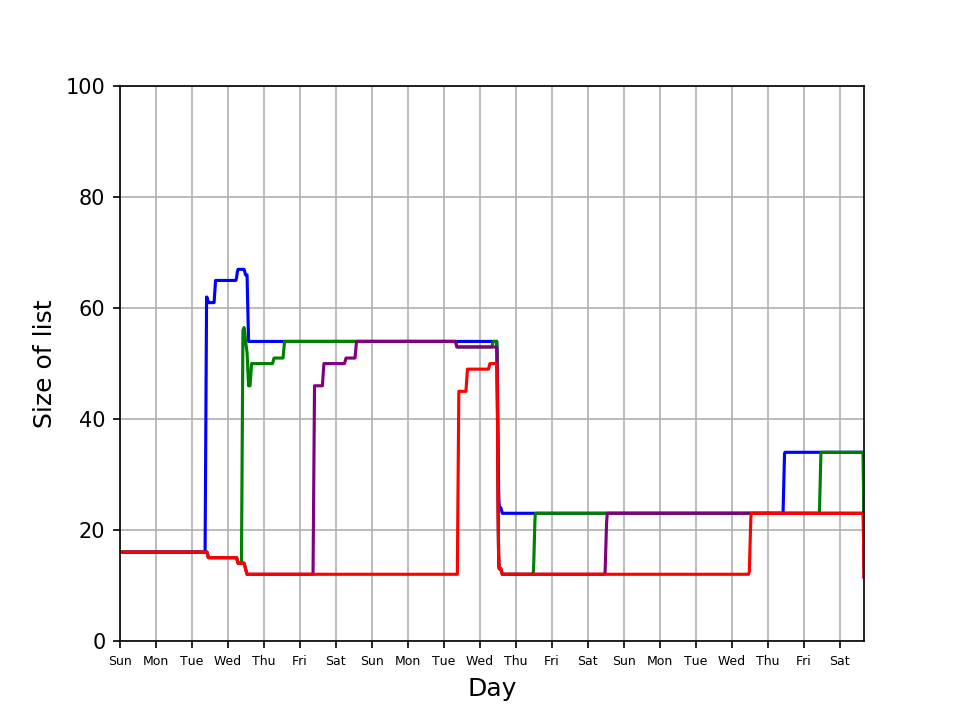 100
80
60
40
20
0
Size of list
Sun Mon Tue Wed Thu Fri Sat Sun Mon Tue Wed Thu Fri Sat Sun Mon Tue Wed Thu Fri Sat
Day